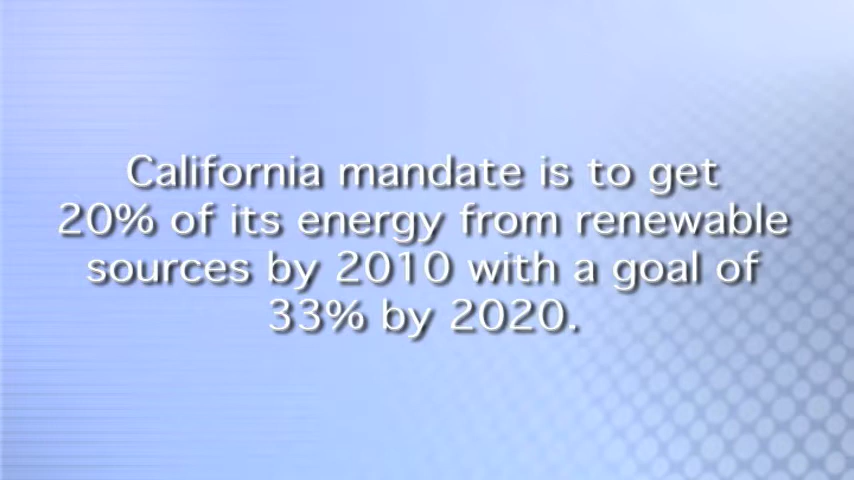 California mandate is to get
20% of its energy from renewable
sources by 2010 with a goal of
33% by 2020.